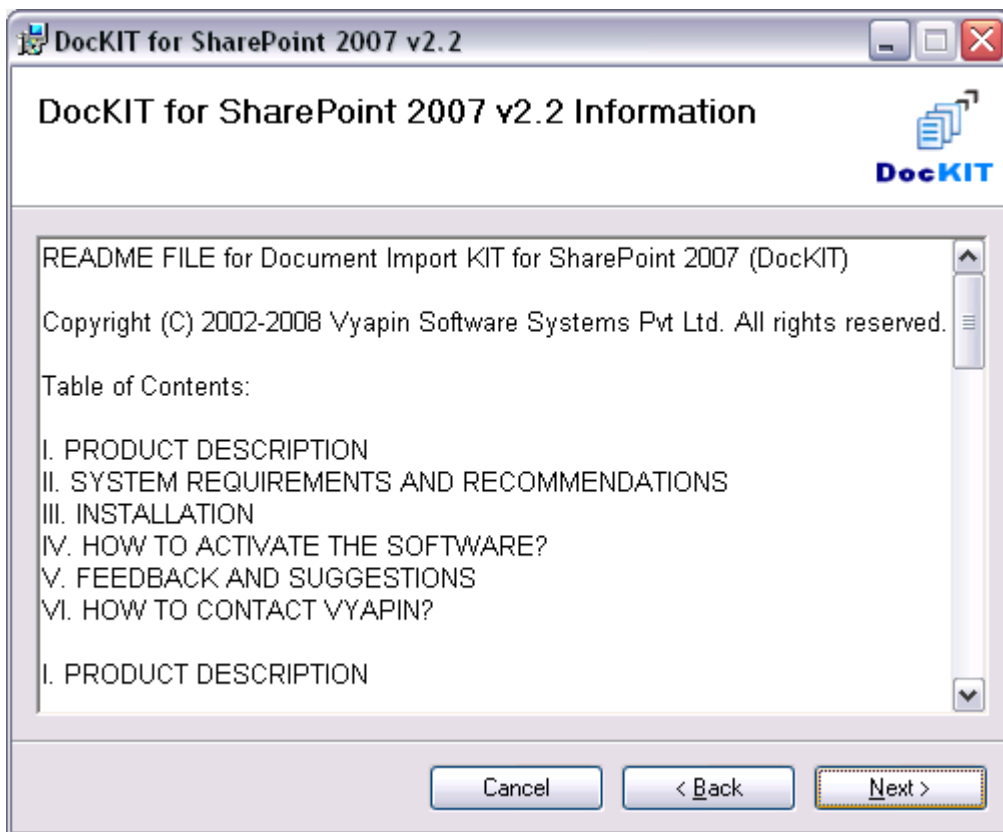 DocKIT for SharePoint 2007 v2.2
DocKIT for SharePoint 2007 v2.2 Information
DocKIT
README FILE for Document Import KIT for SharePoint 2007 (DocKIT)
Copyright (C) 2002-2008 Vyapin Software Systems Pvt Ltd. All rights reserved.
Table of Contents:
I. PRODUCT DESCRIPTION
II. SYSTEM REQUIREMENTS AND RECOMMENDATIONS
III. INSTALLATION
IV. HOW TO ACTIVATE THE SOFTWARE?
V. FEEDBACK AND SUGGESTIONS
VI. HOW TO CONTACT VYAPIN?
I. PRODUCT DESCRIPTION
Cancel < Back Next >